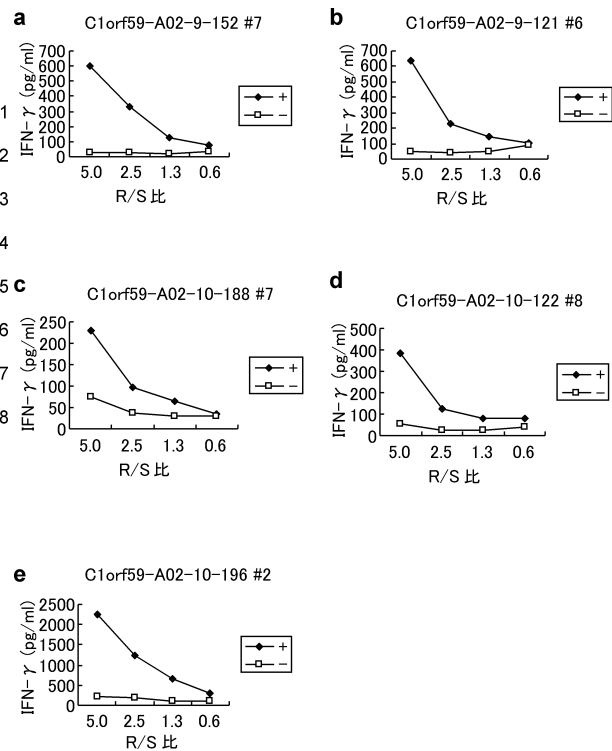 a
C1orf59-A02-9-152 #7
IFN-γ (pg/ml)
700
600
500
400
300
200
100
0
5.0 2.5 1.3 0.6
R/S 比
+
−
b
C1orf59-A02-9-121 #6
IFN-γ (pg/ml)
700
600
500
400
300
200
100
0
5.0 2.5 1.3 0.6
R/S 比
+
−
1
2
3
4
5
6
7
8
c
C1orf59-A02-10-188 #7
IFN-γ (pg/ml)
250
200
150
100
50
0
5.0 2.5 1.3 0.6
R/S 比
+
−
d
C1orf59-A02-10-122 #8
IFN-γ (pg/ml)
500
400
300
200
100
0
5.0 2.5 1.3 0.6
R/S 比
+
−
e
C1orf59-A02-10-196 #2
IFN-γ (pg/ml)
2500
2000
1500
1000
500
0
5.0 2.5 1.3 0.6
R/S 比
+
−